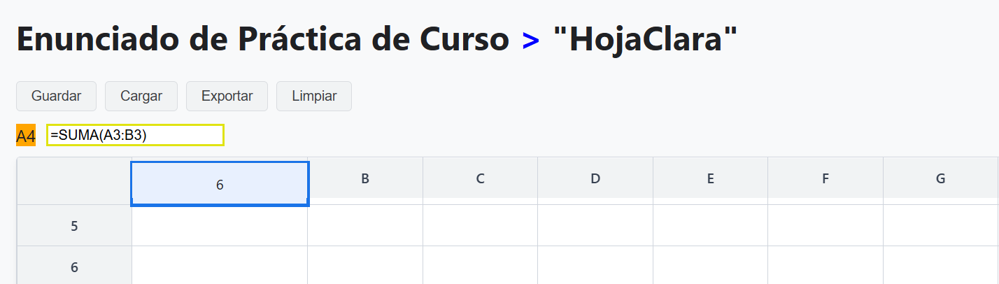 Enunciado de Práctica de Curso > "HojaClara"
Guardar Cargar Exportar Limpiar
A4 =SUMA(A3:B3)
6 B C D E F G
5
6